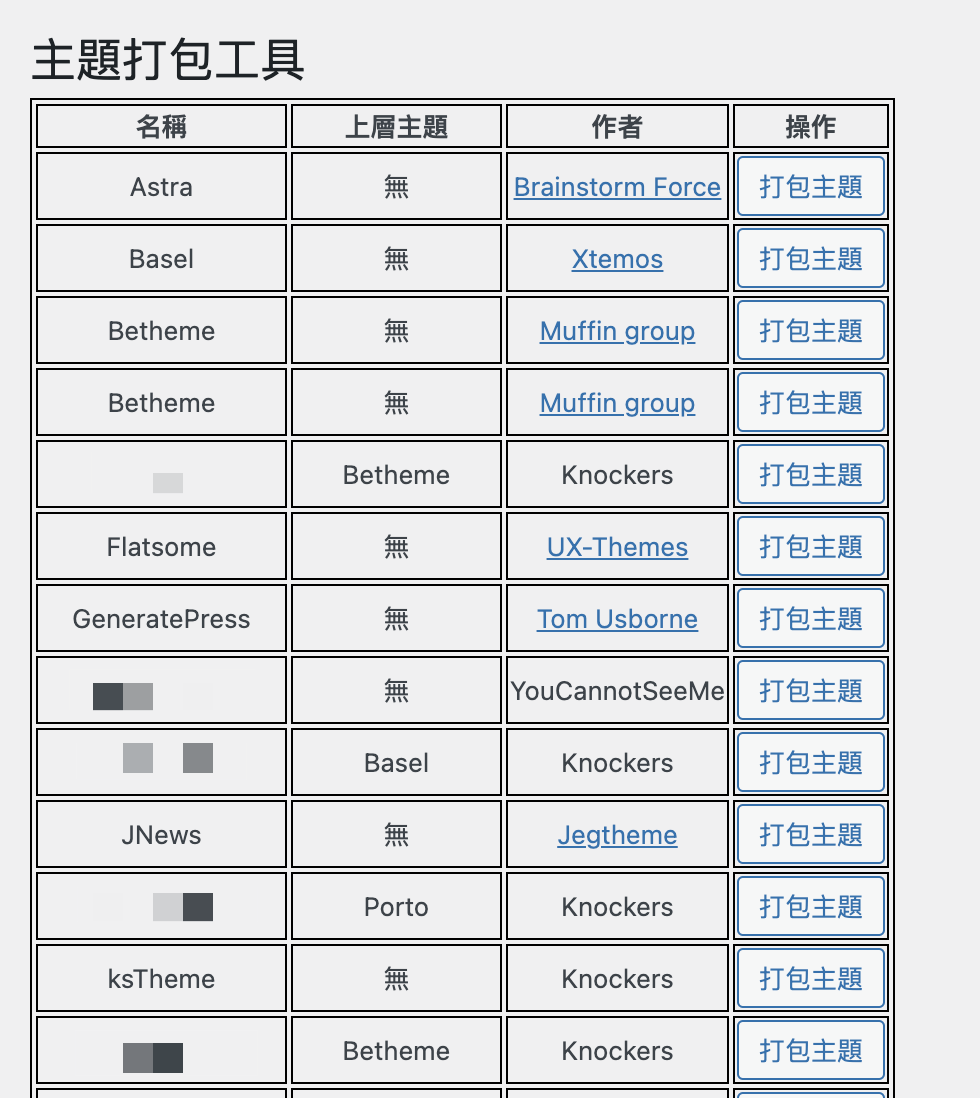 主題打包工具
名稱 上層主題 作者 操作
Astra 無 Brainstorm Force 打包主題
Basel 無 Xtemos 打包主題
Betheme 無 Muffin group 打包主題
Betheme 無 Muffin group 打包主題
Betheme Knockers 打包主題
Flatsome 無 UX-Themes 打包主題
GeneratePress 無 Tom Usborne 打包主題
無 YouCannotSeeMe 打包主題
Basel Knockers 打包主題
JNews 無 Jegtheme 打包主題
Porto Knockers 打包主題
ksTheme 無 Knockers 打包主題
Betheme Knockers 打包主題